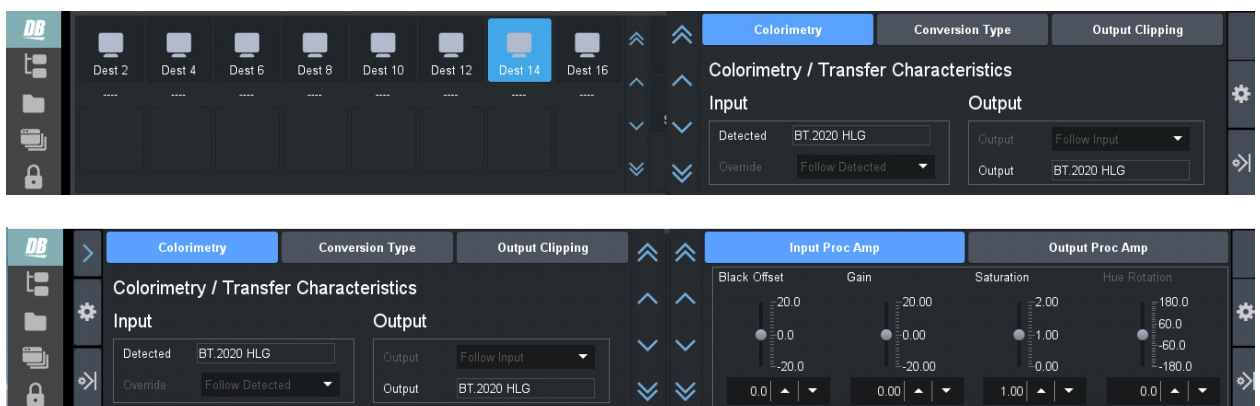 DB
Dest 2 Dest 4 Dest 6 Dest 8 Dest 10 Dest 12 Dest 14 Dest 16
---- ---- ---- ---- ---- ---- ---- ----
Colorimetry Conversion Type Output Clipping
Colorimetry / Transfer Characteristics
Input Output
Detected BT.2020 HLG Output Follow Input
Override Follow Detected Output BT.2020 HLG
DB
Colorimetry Conversion Type Output Clipping
Colorimetry / Transfer Characteristics
Input Output
Detected BT.2020 HLG Output Follow Input
Override Follow Detected Output BT.2020 HLG
Input Proc Amp Output Proc Amp
Black Offset Gain Saturation Hue Rotation
20.0 20.00 2.00 180.0
60.0
0.0 0.00 1.00
-60.0
-20.0 -20.00 0.00 -180.0
0.0 0.00 1.00 0.0